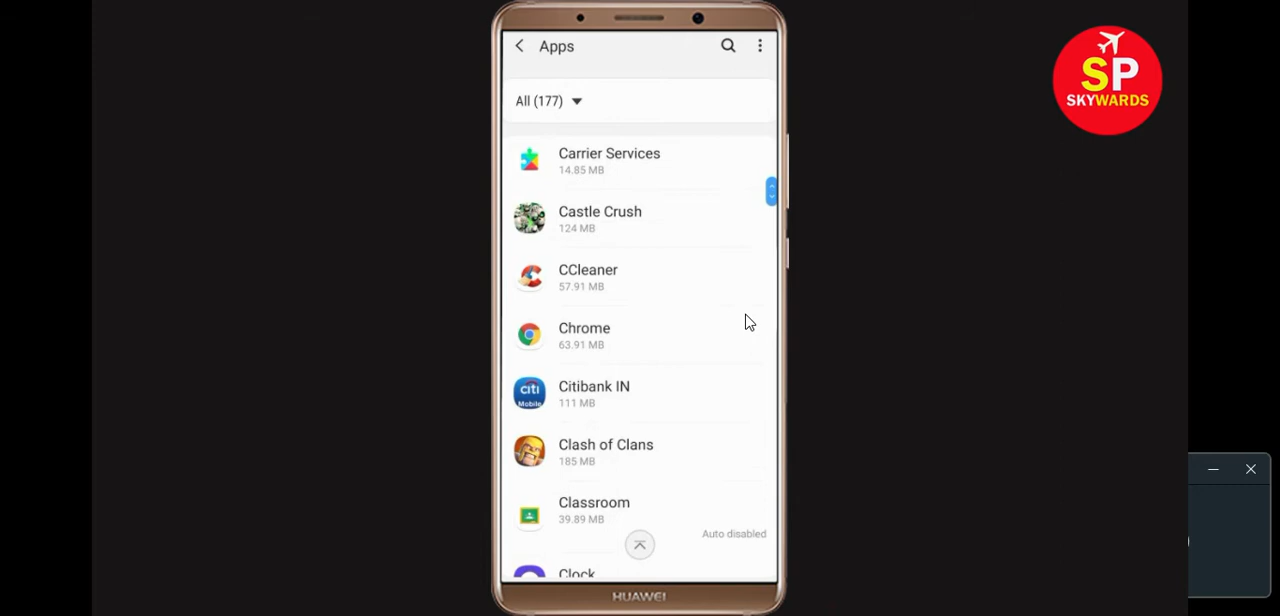 Apps
All (177)
Carrier Services
14.85 MB
Castle Crush
124 MB
CCleaner
57.91 MB
Chrome
63.91 MB
citi
Mobile
Citibank IN
111 MB
Clash of Clans
185 MB
Classroom
39.89 MB
Auto disabled
Clock
HUAWEI
SP
SKYWARDS